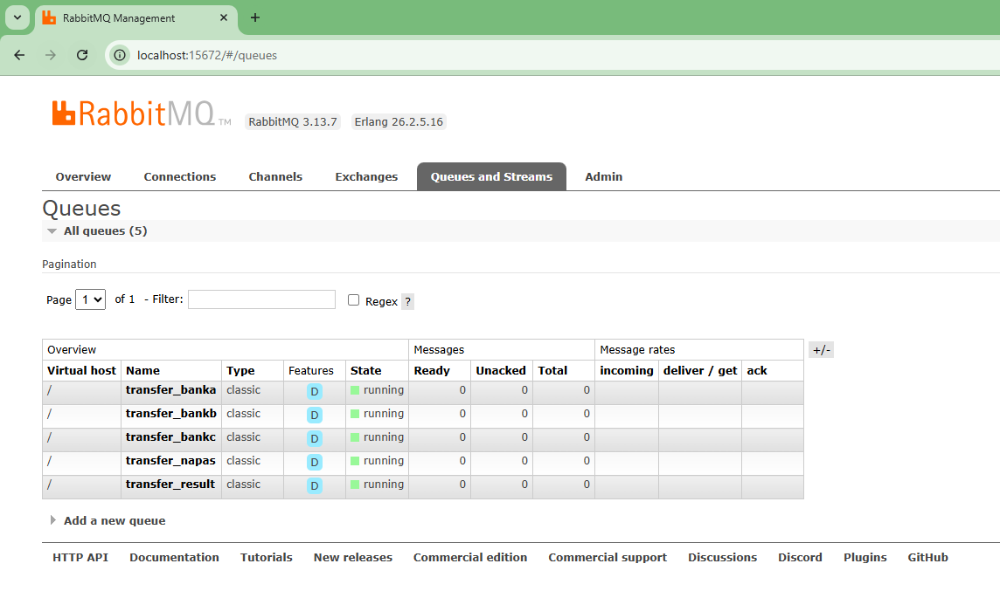 RabbitMQ Management
localhost:15672/#/queues
RabbitMQ TM RabbitMQ 3.13.7 Erlang 26.2.5.16
Overview Connections Channels Exchanges Queues and Streams Admin
Queues
All queues (5)
Pagination
Page 1 of 1 - Filter: Regex ?
Overview Messages Message rates +/-
Virtual host Name Type Features State Ready Unacked Total incoming deliver / get ack
/ transfer_banka classic D running 0 0 0
/ transfer_bankb classic D running 0 0 0
/ transfer_bankc classic D running 0 0 0
/ transfer_napas classic D running 0 0 0
/ transfer_result classic D running 0 0 0
Add a new queue
HTTP API Documentation Tutorials New releases Commercial edition Commercial support Discussions Discord Plugins GitHub